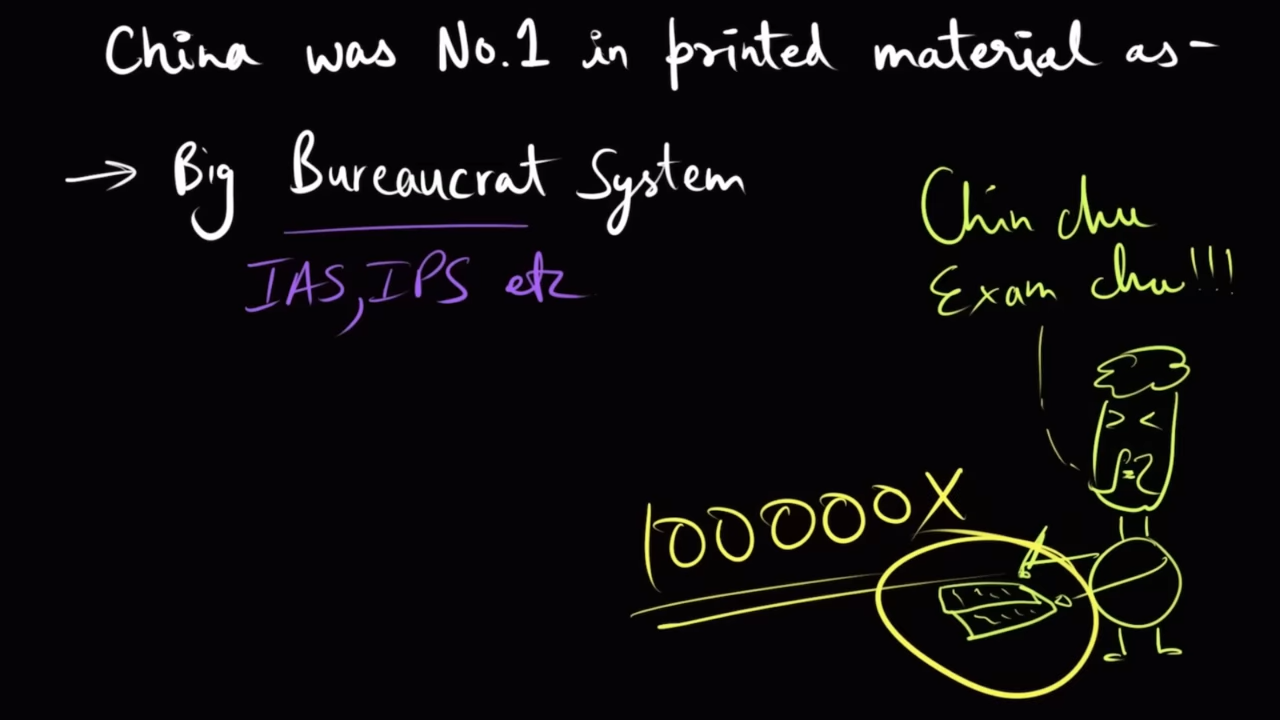 China was No.1 in printed material as-
→ Big Bureaucrat System
IAS, IPS etc
Chin chu
Exam chu!!!
100000X